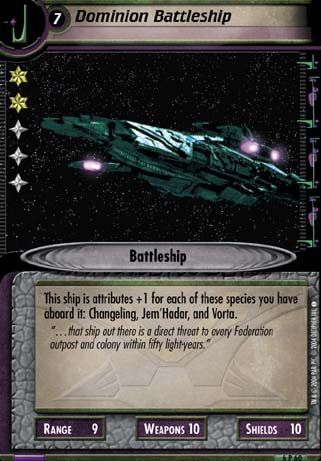 7 Dominion Battleship
Battleship
This ship is attributes +1 for each of these species you have
aboard it: Changeling, Jem'Hadar, and Vorta.
"…that ship out there is a direct threat to every Federation
outpost and colony within fifty light-years."
RANGE 9 WEAPONS 10 SHIELDS 10